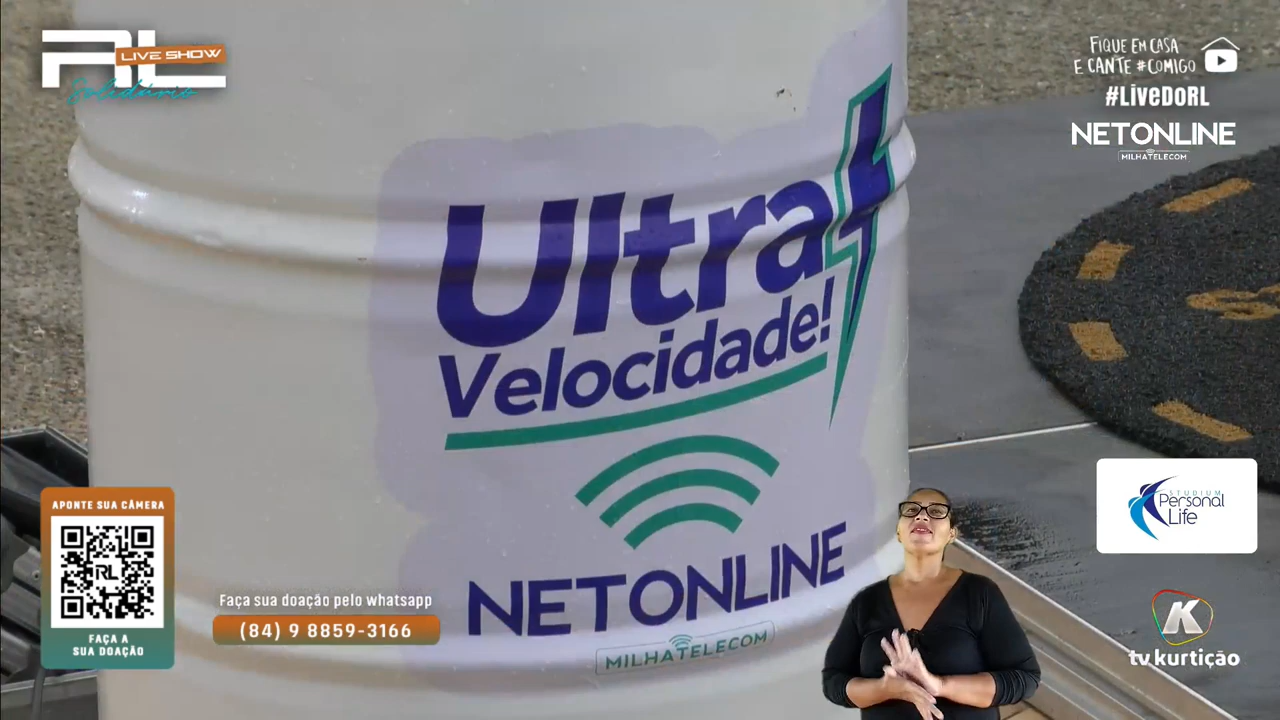 RL
LIVE SHOW
Solidário
FIQUE EM CASA
E CANTE #COMIGO
#LIVEDORL
NETONLINE
MILHATELECOM
Ultra
Velocidade!
NETONLINE
MILHATELECOM
APONTE SUA CÂMERA
RL
FAÇA A
SUA DOAÇÃO
Faça sua doação pelo whatsapp
(84) 9 8859-3166
STUDIUM
Personal
Life
K
tv.kurtição